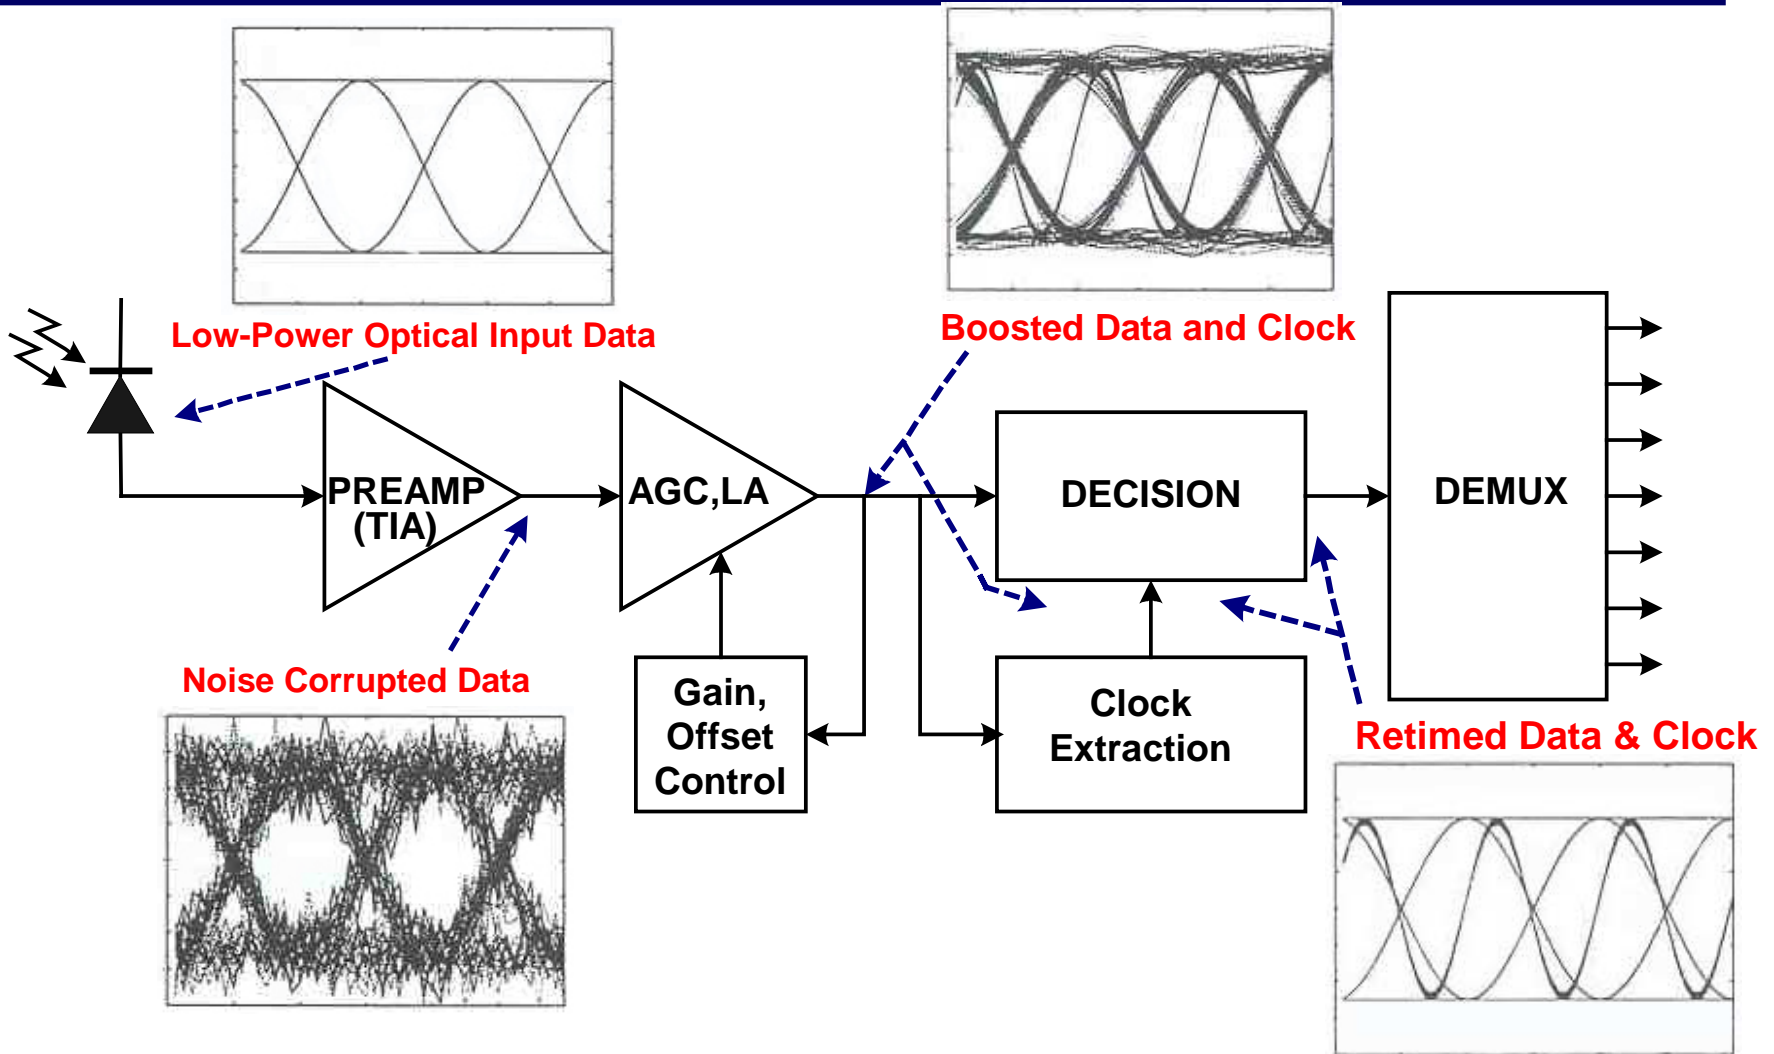 Low-Power Optical Input Data
Boosted Data and Clock
PREAMP
(TIA)
AGC,LA
DECISION
DEMUX
Noise Corrupted Data
Gain,
Offset
Control
Clock
Extraction
Retimed Data & Clock